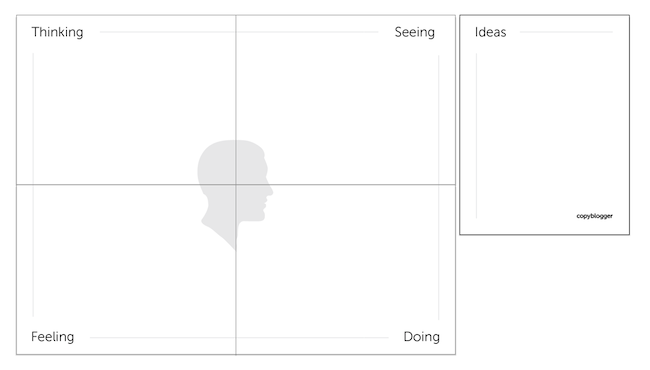 Thinking
Seeing
Ideas
copyblogger
Feeling
Doing